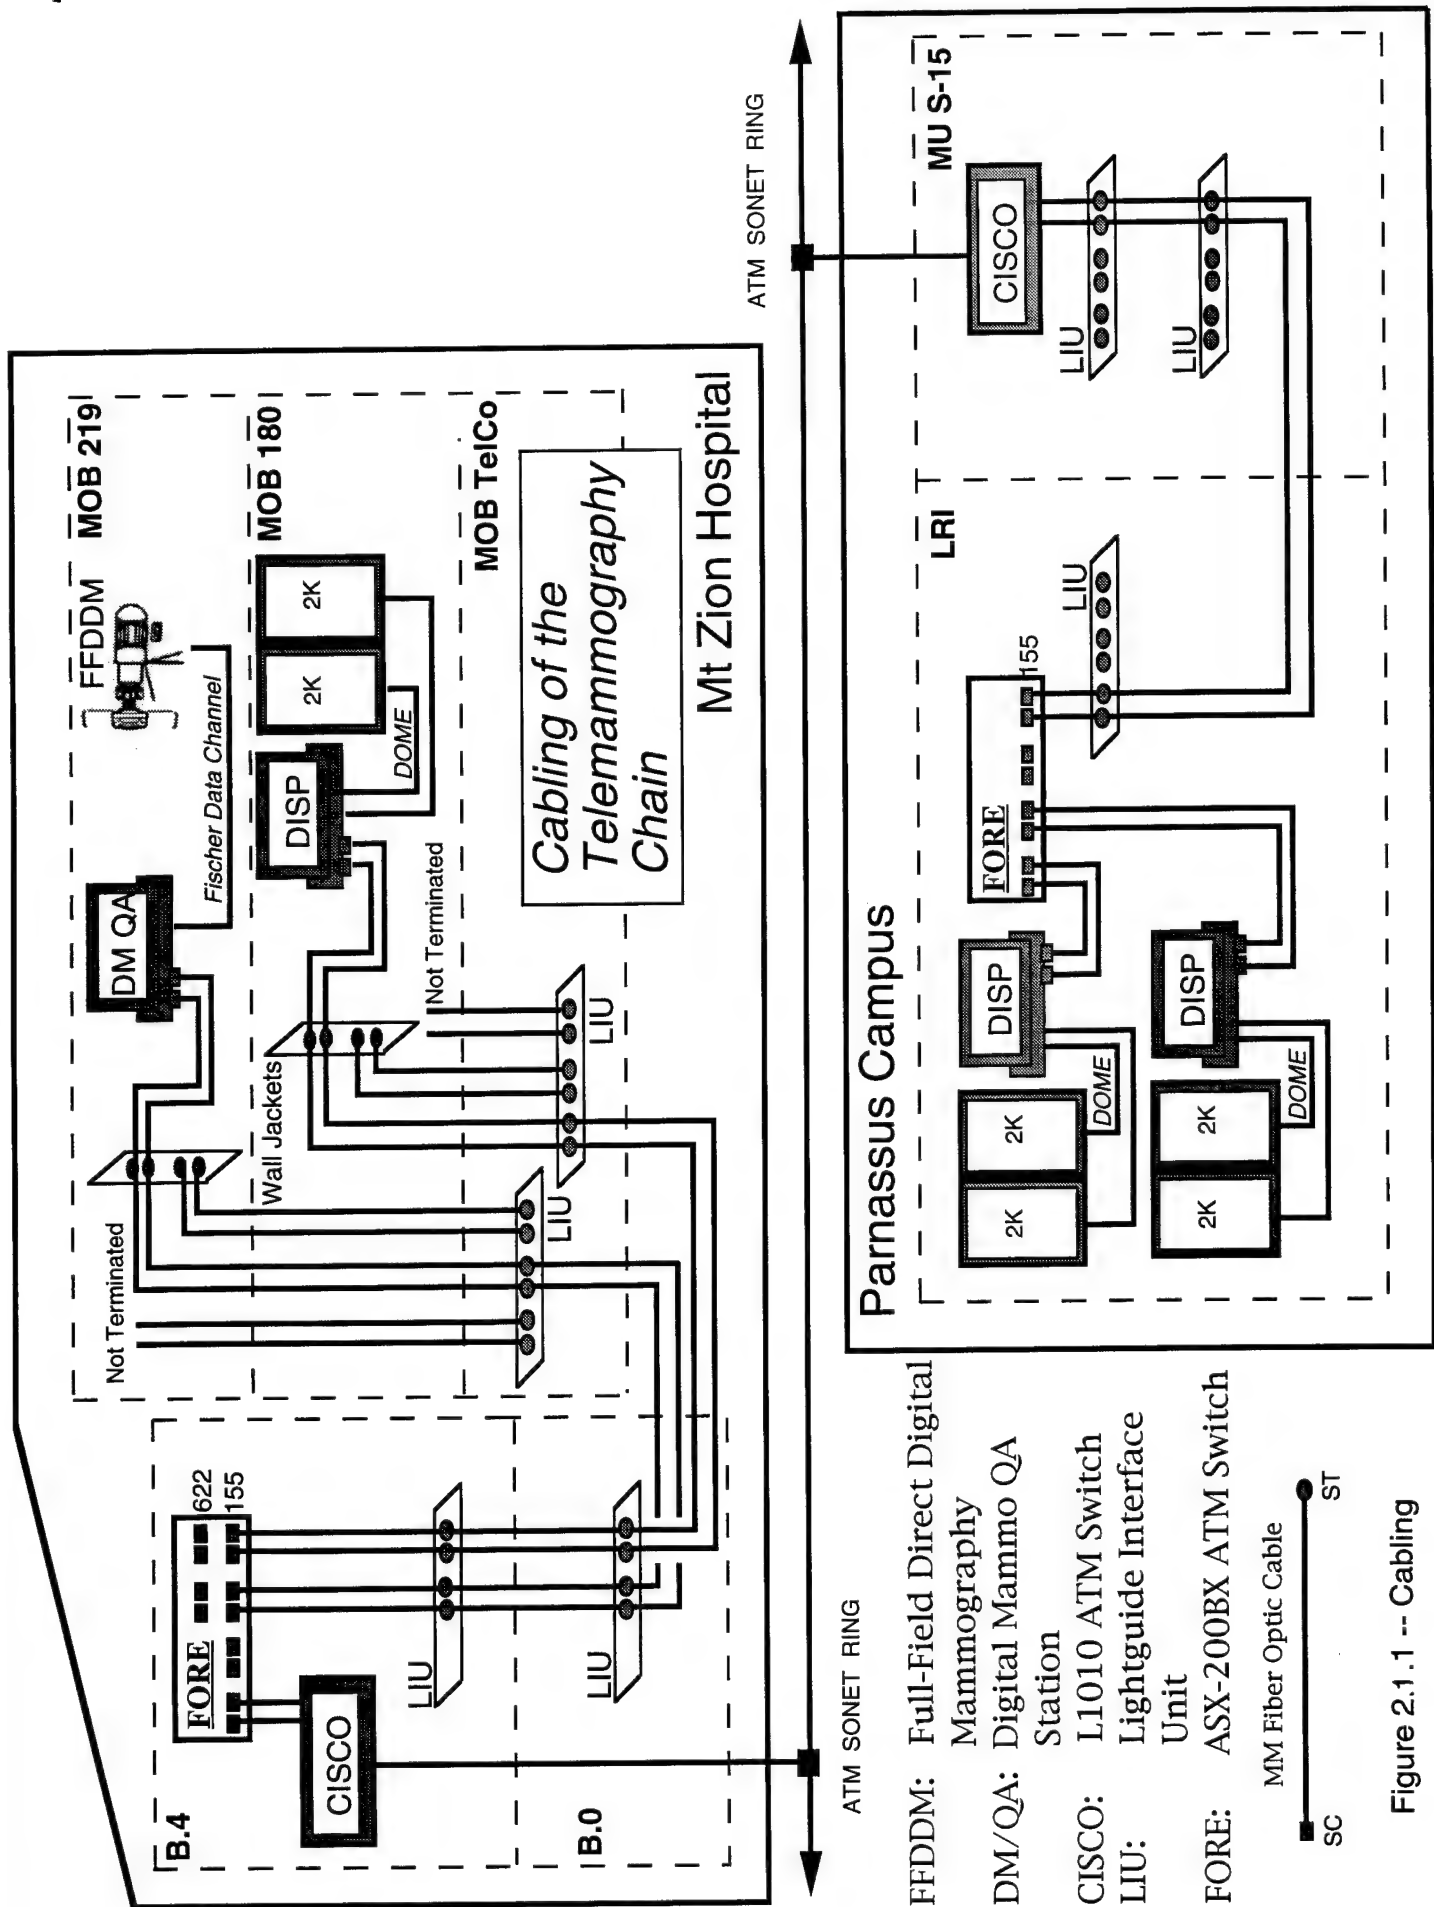 FFDDM
MOB 219
DM QA
Fischer Data Channel
Not Terminated
MOB 180
2K
2K
DISP
DOME
Wall Jackets
MOB TelCo
Not Terminated
LIU
LIU
Cabling of the
Telemammography
Chain
Mt Zion Hospital
B.4
FORE
622
155
CISCO
LIU
B.0
LIU
ATM SONET RING
ATM SONET RING
Parnassus Campus
LRI
MU S-15
CISCO
LIU
LIU
LIU
FORE
155
DISP
DOME
2K
2K
DISP
DOME
2K
2K
FFDDM: Full-Field Direct Digital
Mammography
DM/QA: Digital Mammo QA
Station
CISCO: L1010 ATM Switch
LIU: Lightguide Interface
Unit
FORE: ASX-200BX ATM Switch
MM Fiber Optic Cable
SC
ST
Figure 2.1.1 -- Cabling